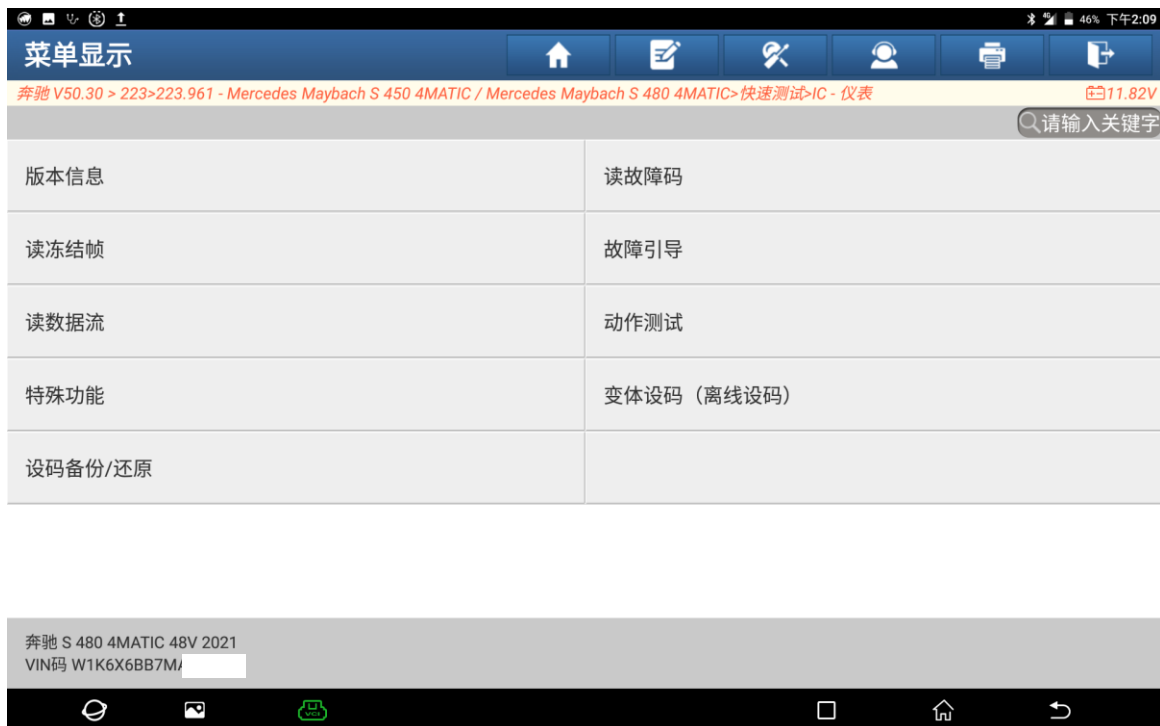 46% 下午2:09
菜单显示
奔驰 V50.30 > 223>223.961 - Mercedes Maybach S 450 4MATIC / Mercedes Maybach S 480 4MATIC>快速测试>IC - 仪表 11.82V
请输入关键字
版本信息 读故障码
读冻结帧 故障引导
读数据流 动作测试
特殊功能 变体设码（离线设码）
设码备份/还原
奔驰 S 480 4MATIC 48V 2021
VIN码 W1K6X6BB7M
VCI